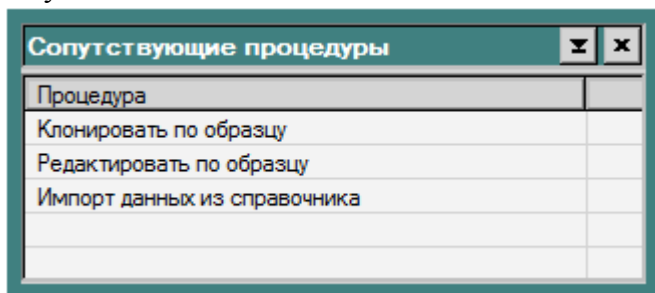 Сопутствующие процедуры
Процедура
Клонировать по образцу
Редактировать по образцу
Импорт данных из справочника